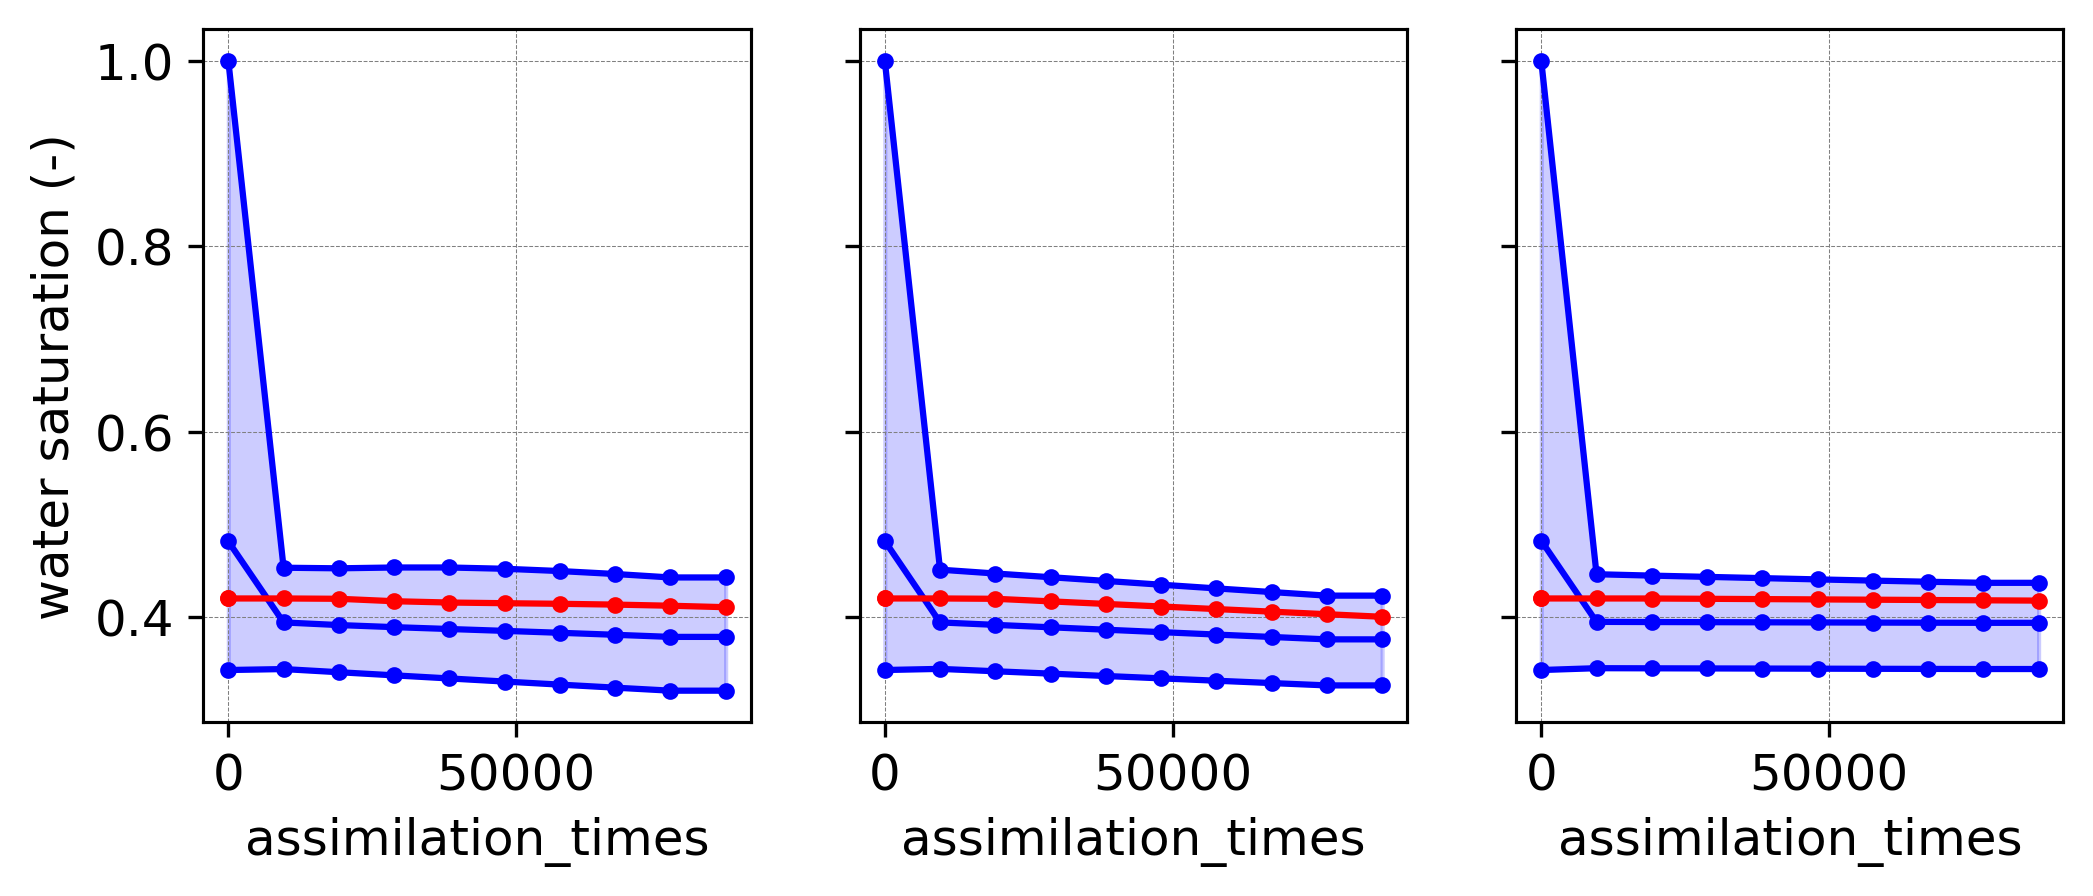 water saturation (-)
1.0
0.8
0.6
0.4
0 50000
assimilation_times
0 50000
assimilation_times
0 50000
assimilation_times